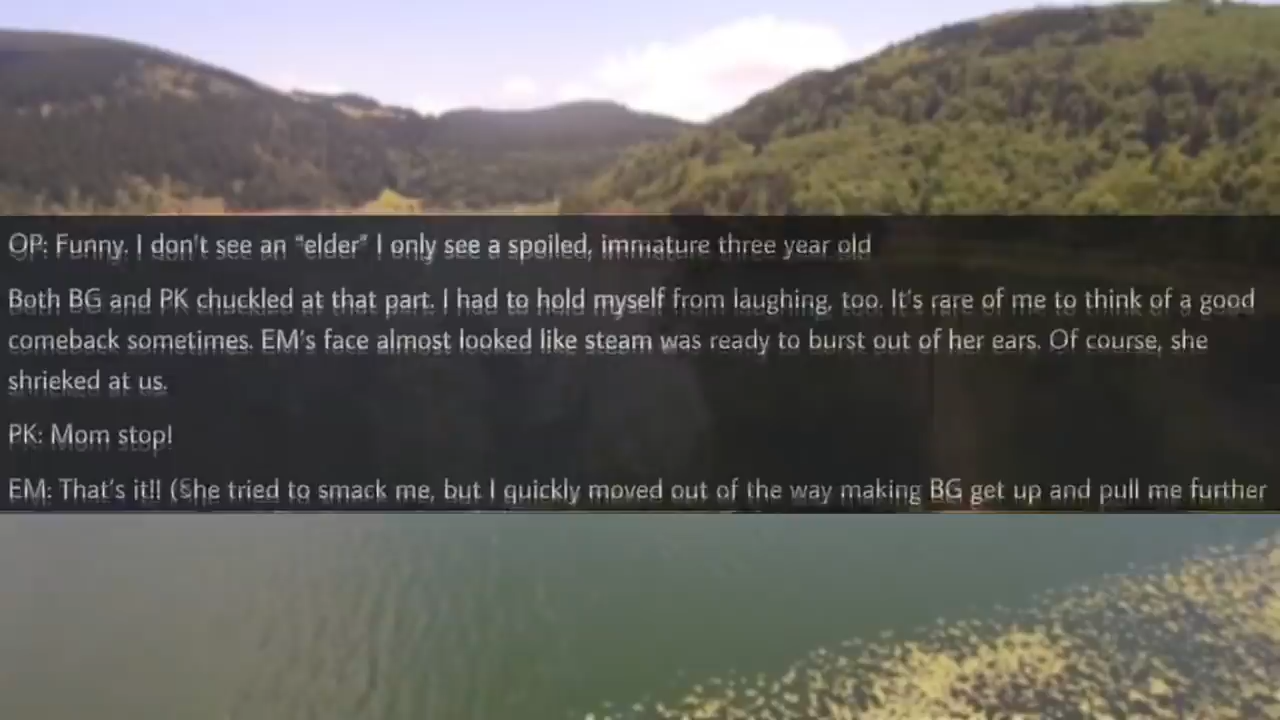 OP: Funny. I don't see an "elder" I only see a spoiled, immature three year old
Both BG and PK chuckled at that part. I had to hold myself from laughing, too. It's rare of me to think of a good
comeback sometimes. EM's face almost looked like steam was ready to burst out of her ears. Of course, she
shrieked at us.
PK: Mom stop!
EM: That's it!! (She tried to smack me, but I quickly moved out of the way making BG get up and pull me further